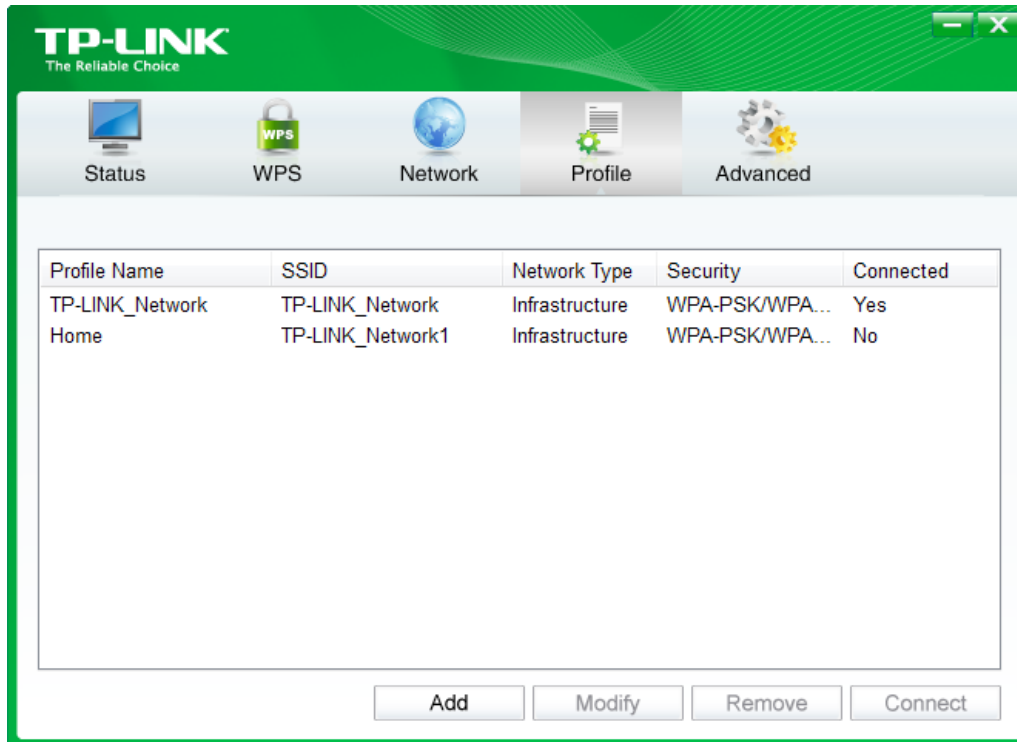 TP-LINK
The Reliable Choice
WPS
Status WPS Network Profile Advanced
Profile Name SSID Network Type Security Connected
TP-LINK_Network TP-LINK_Network Infrastructure WPA-PSK/WPA... Yes
Home TP-LINK_Network1 Infrastructure WPA-PSK/WPA... No
Add Modify Remove Connect